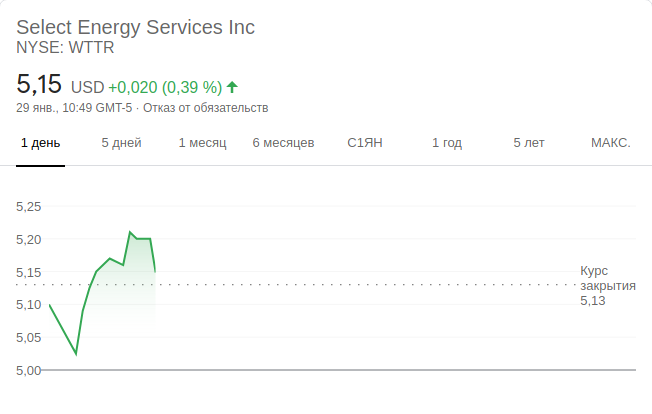 Select Energy Services Inc
NYSE: WTTR
5,15 USD +0,020 (0,39 %)
29 янв., 10:49 GMT-5 · Отказ от обязательств
1 день 5 дней 1 месяц 6 месяцев С1ЯН 1 год 5 лет МАКС.
5,25
5,20
5,15
5,10
5,05
5,00
Курс
закрытия
5,13